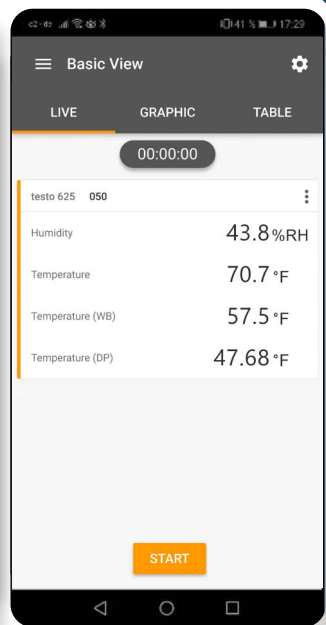 41 % 17:29
Basic View
LIVE GRAPHIC TABLE
00:00:00
testo 625 050
Humidity 43.8 %RH
Temperature 70.7 °F
Temperature (WB) 57.5 °F
Temperature (DP) 47.68 °F
START